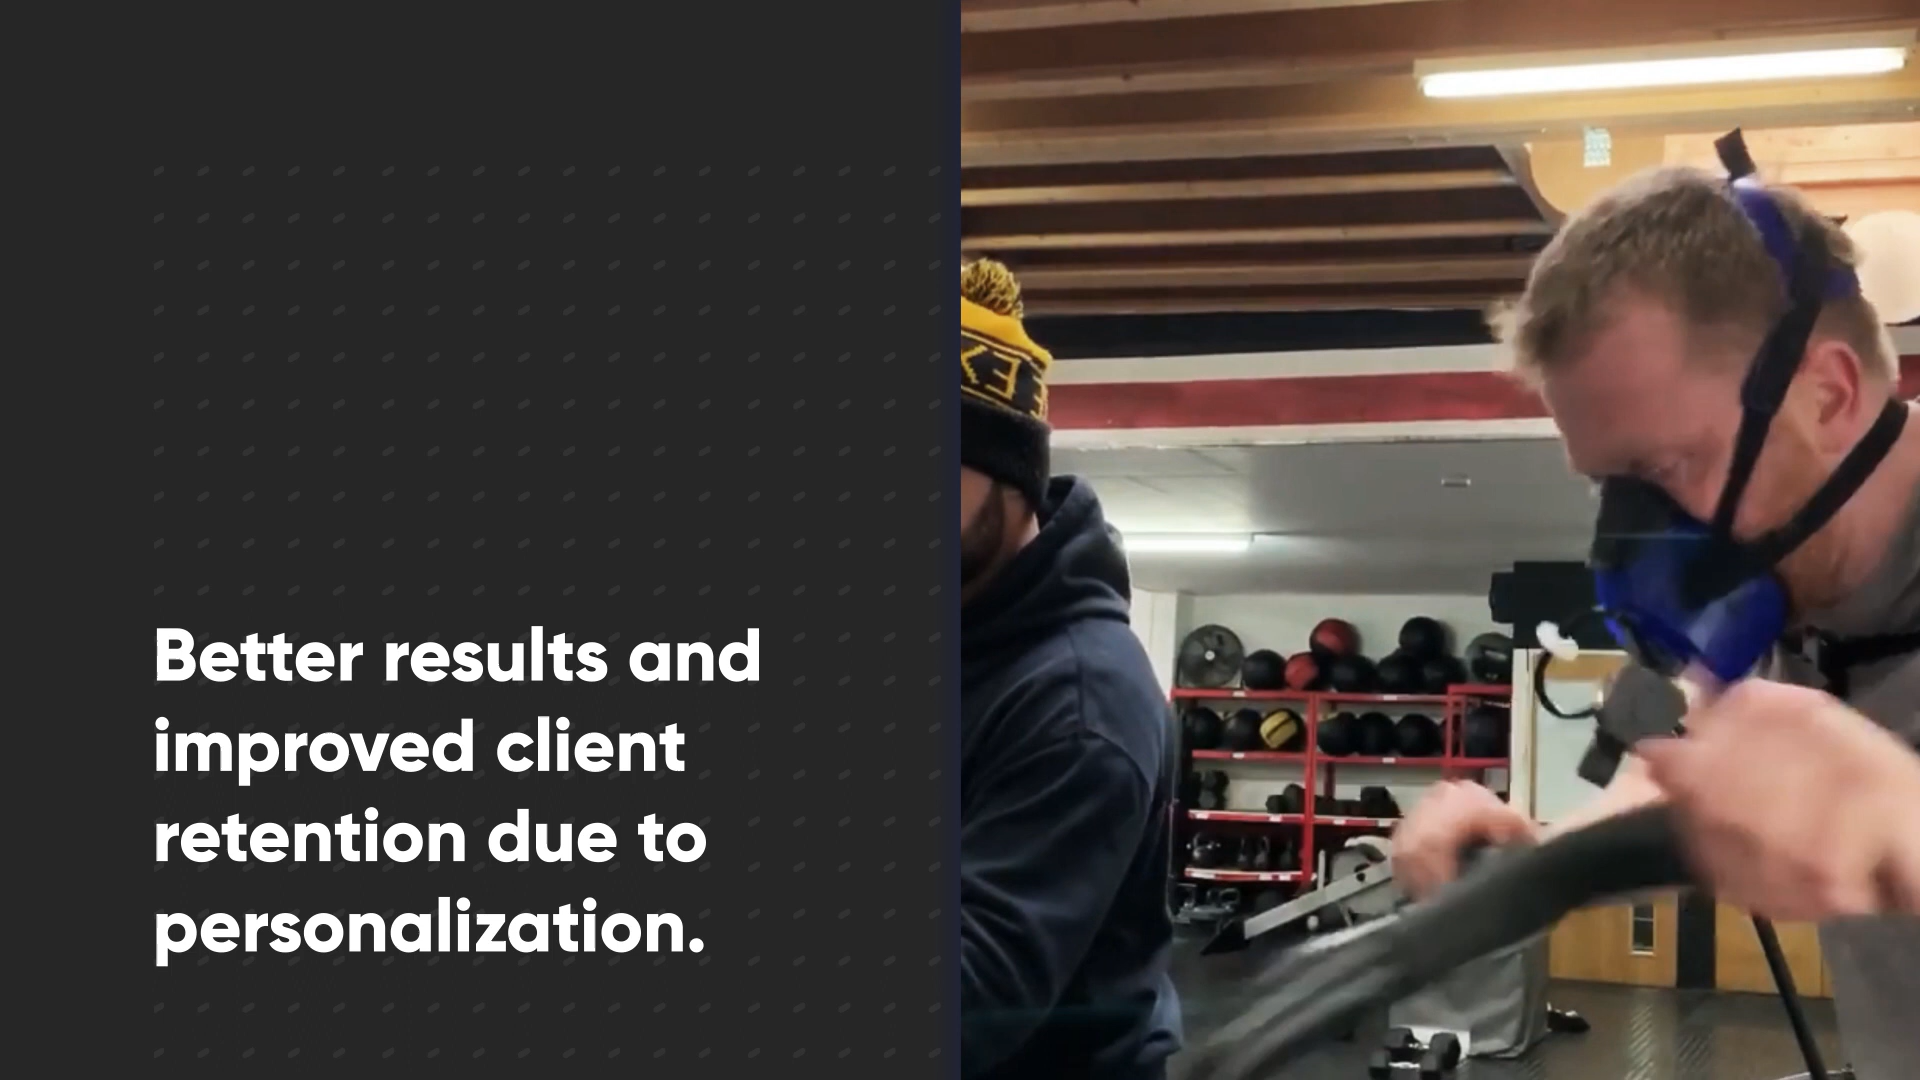 Better results and
improved client
retention due to
personalization.